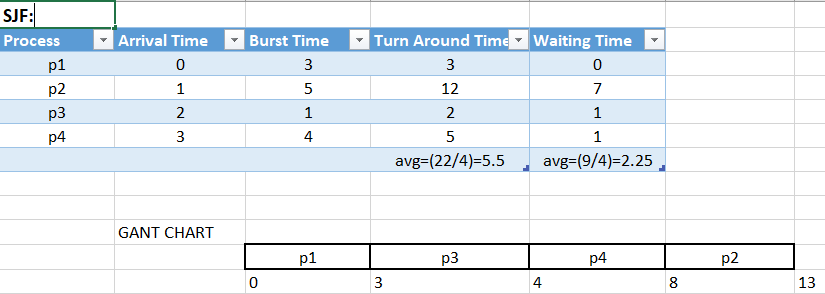 SJF:
Process Arrival Time Burst Time Turn Around Time Waiting Time
p1 0 3 3 0
p2 1 5 12 7
p3 2 1 2 1
p4 3 4 5 1
avg=(22/4)=5.5 avg=(9/4)=2.25
GANT CHART
p1 p3 p4 p2
0 3 4 8 13